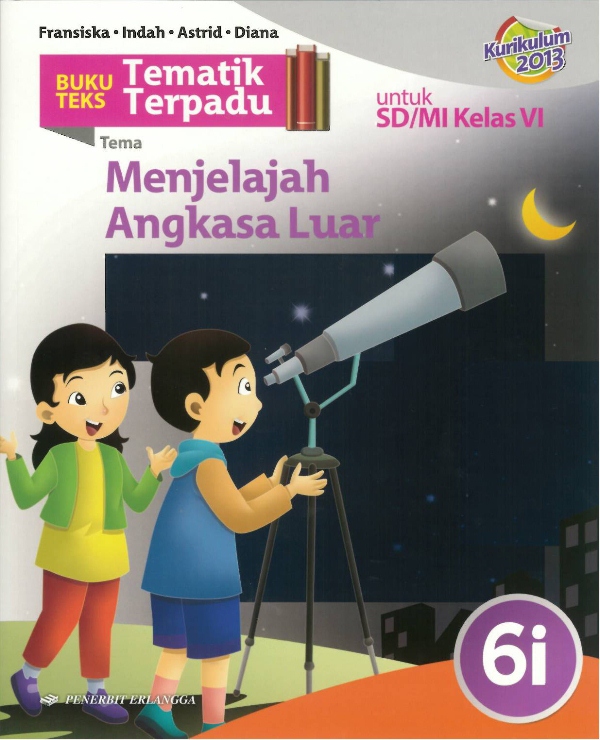 Fransiska • Indah • Astrid • Diana
Kurikulum
2013
BUKU
TEKS
Tematik
Terpadu
untuk
SD/MI Kelas VI
Tema
Menjelajah
Angkasa Luar
6i
PENERBIT ERLANGGA